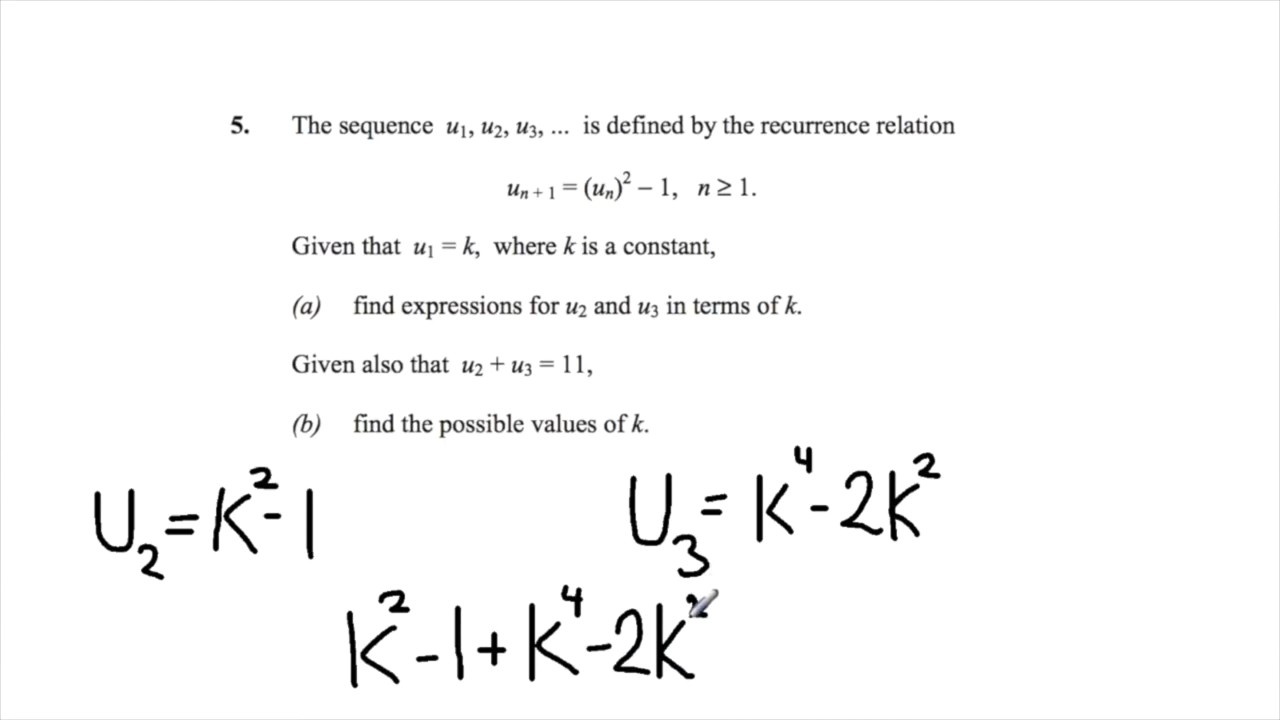 5. The sequence u₁, u₂, u₃, ... is defined by the recurrence relation
uₙ₊₁ = (uₙ)² – 1, n ≥ 1.
Given that u₁ = k, where k is a constant,
(a) find expressions for u₂ and u₃ in terms of k.
Given also that u₂ + u₃ = 11,
(b) find the possible values of k.
U₂ = K² - 1 U₃ = K⁴ - 2K²
K² - 1 + K⁴ - 2K²